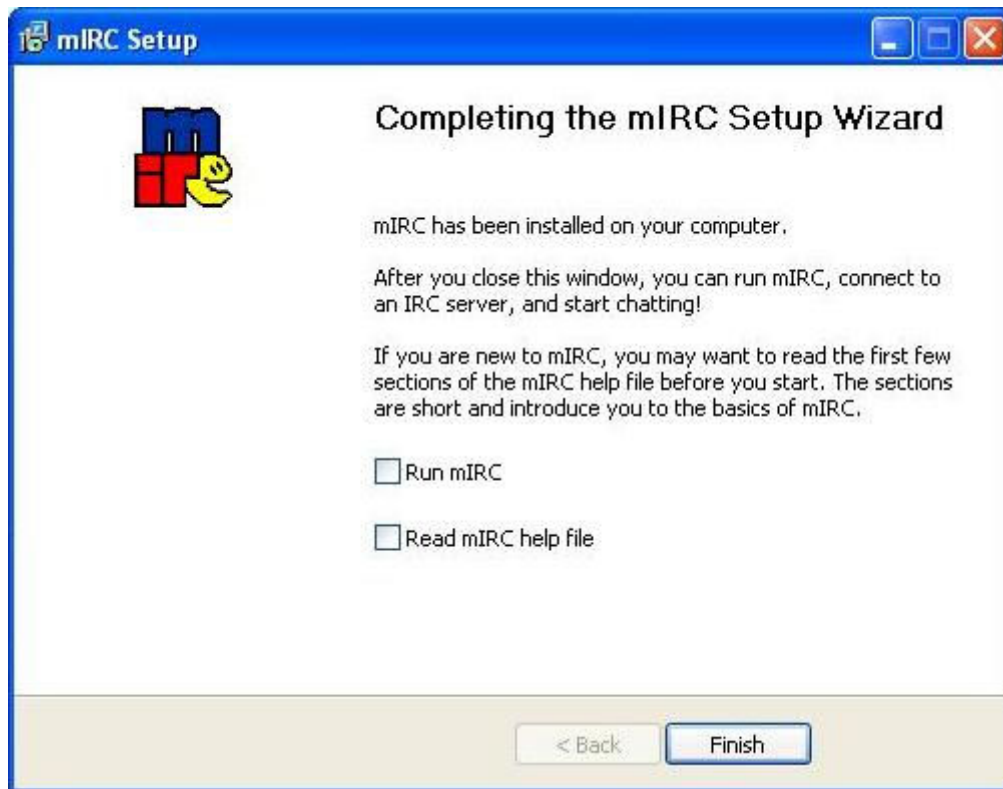 mIRC Setup
mirc
Completing the mIRC Setup Wizard
mIRC has been installed on your computer.
After you close this window, you can run mIRC, connect to
an IRC server, and start chatting!
If you are new to mIRC, you may want to read the first few
sections of the mIRC help file before you start. The sections
are short and introduce you to the basics of mIRC.
Run mIRC
Read mIRC help file
< Back
Finish